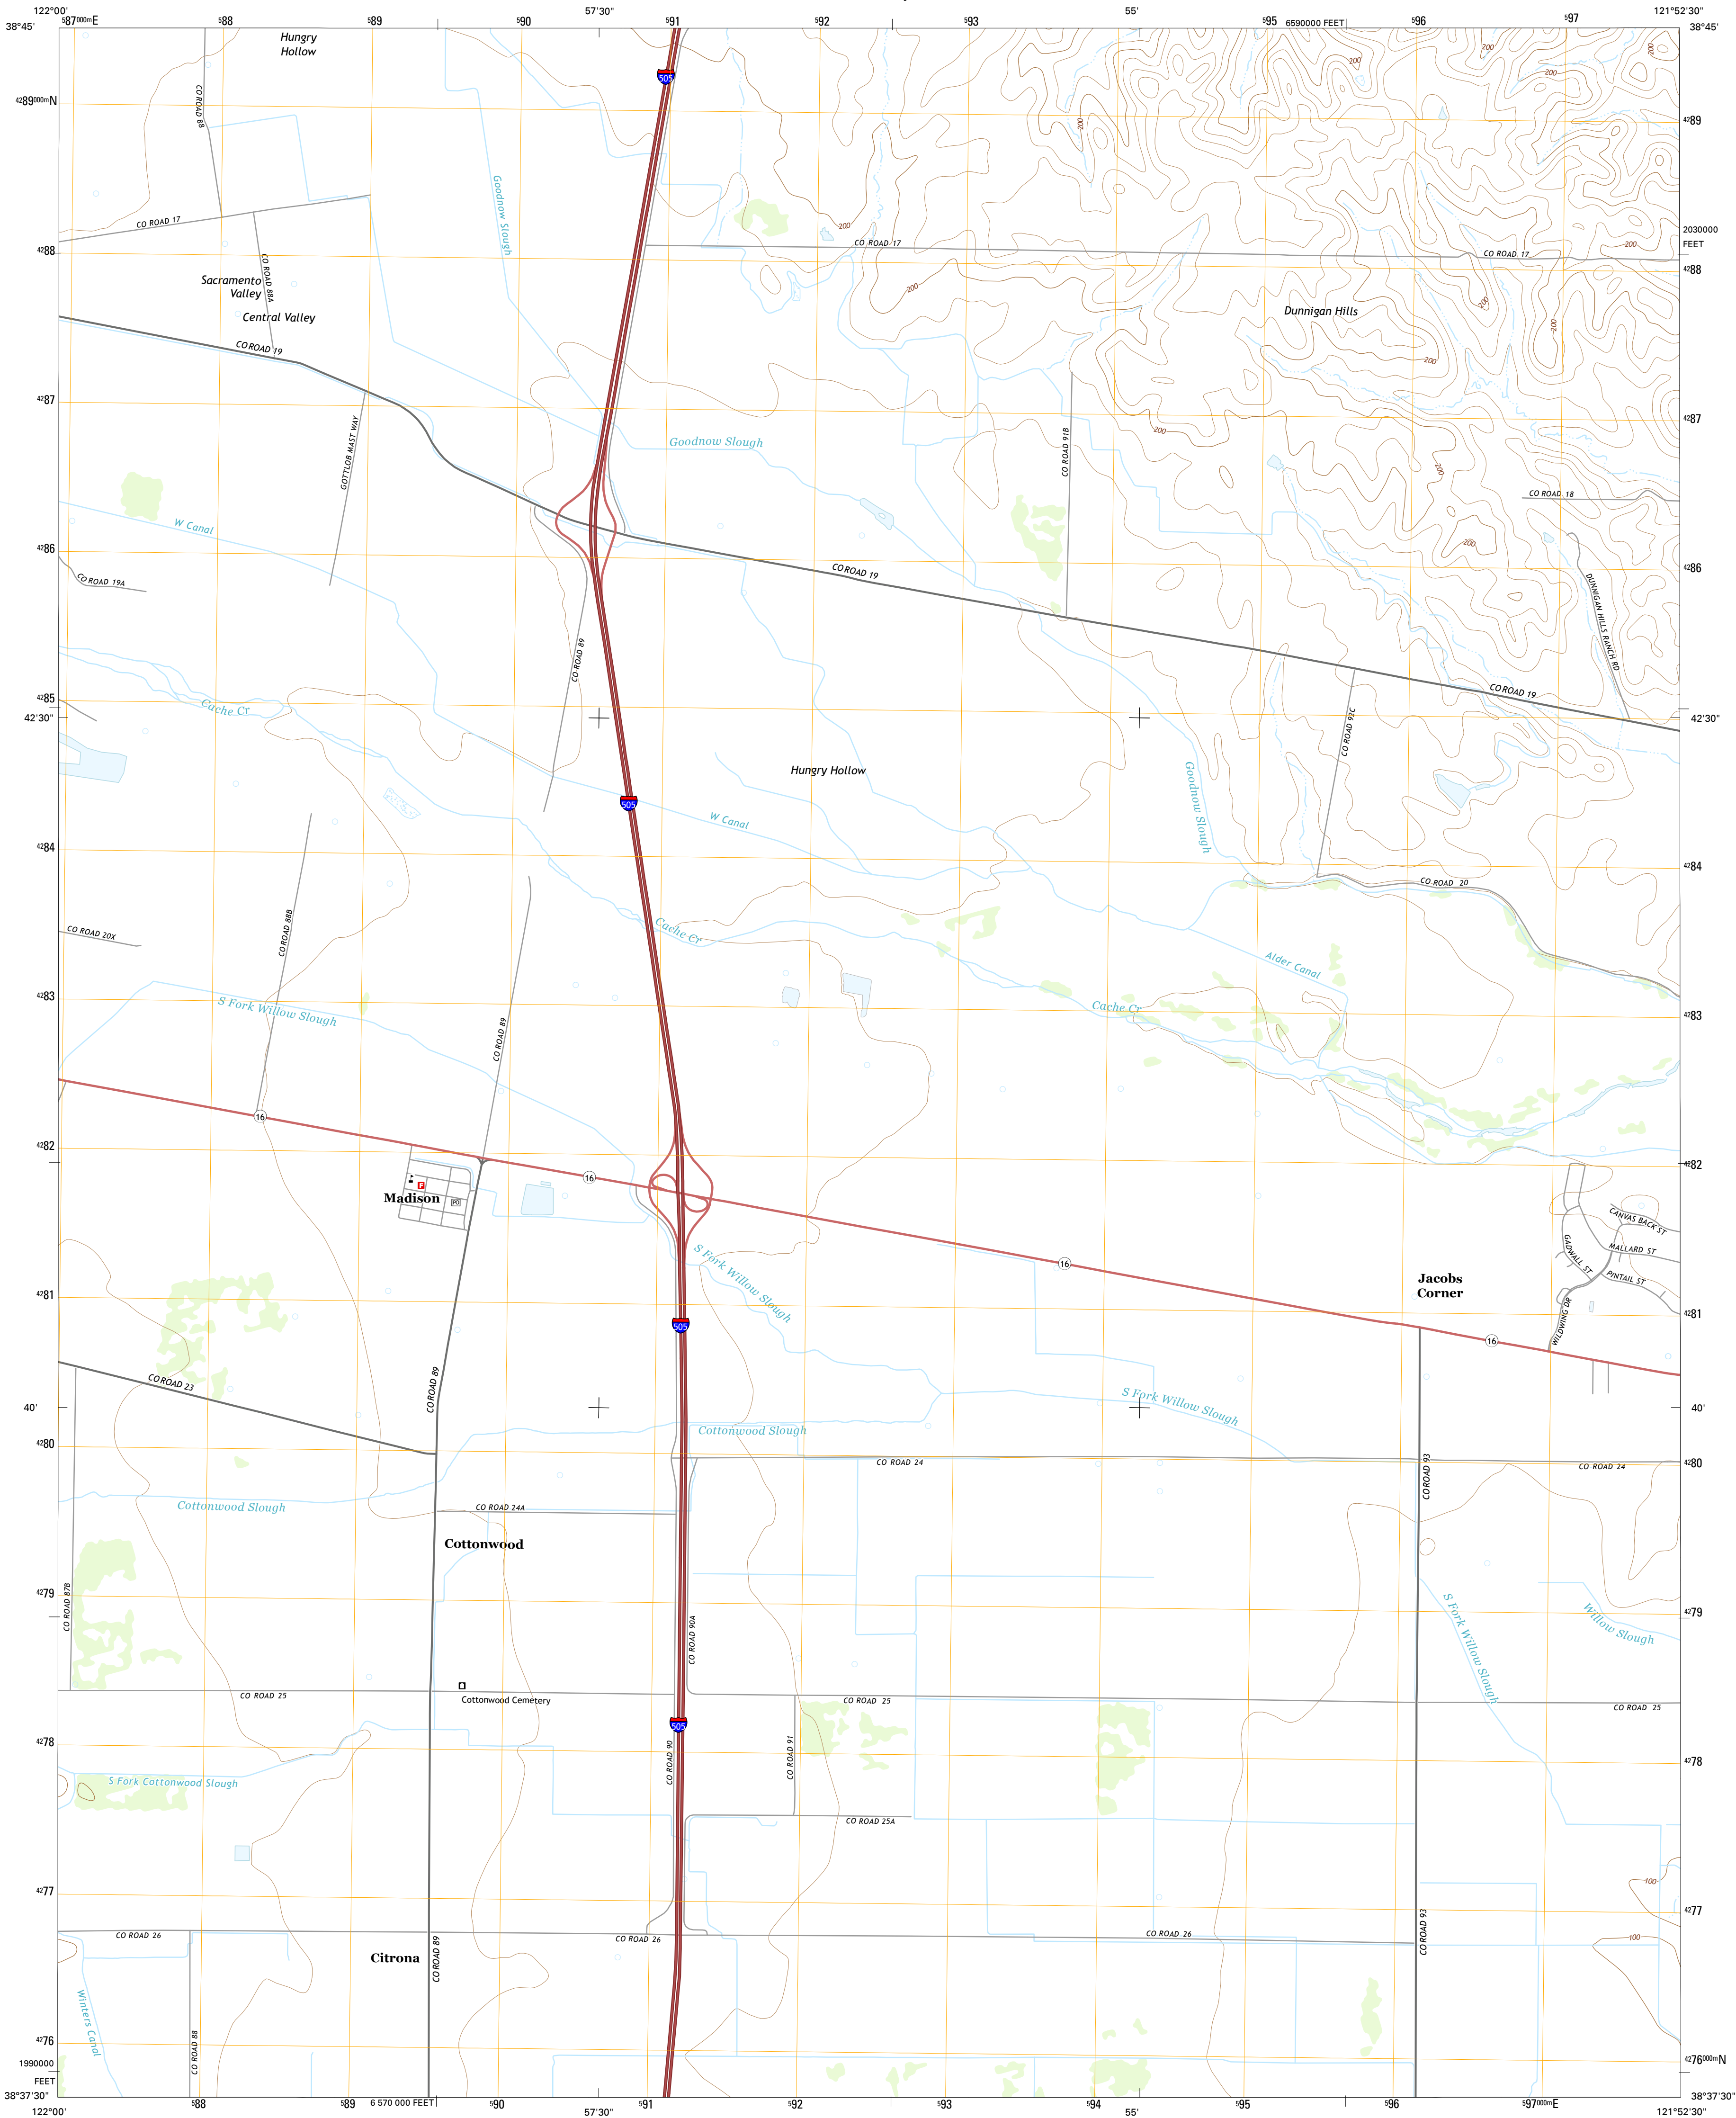 122°00'
⁵87⁰⁰⁰ᵐE
⁵88
⁵89
⁵90
57'30"
⁵91
⁵92
⁵93
55'
⁵95
6590000 FEET
⁵96
⁵97
121°52'30"
38°45'
38°45'
Hungry
Hollow
505
200
200
200
200
200
⁴²89⁰⁰⁰ᵐN
⁴²89
CO ROAD 88
Goodnow Slough
CO ROAD 17
200
CO ROAD 17
CO ROAD 17
200
2030000
FEET
⁴²88
⁴²88
CO ROAD 88A
Sacramento
Valley
Central Valley
200
200
Dunnigan Hills
200
200
CO ROAD 19
⁴²87
⁴²87
GOTTLOB MAST WAY
Goodnow Slough
CO ROAD 91B
200
200
CO ROAD 18
W Canal
200
⁴²86
⁴²86
CO ROAD 19A
CO ROAD 19
DUNNIGAN HILLS RANCH RD
CO ROAD 89
CO ROAD 19
⁴²85
42'30"
42'30"
Cache Cr
CO ROAD 92C
Hungry Hollow
Goodnow Slough
505
W Canal
⁴²84
⁴²84
CO ROAD 20
CO ROAD 88B
CO ROAD 20X
Cache Cr
Alder Canal
⁴²83
⁴²83
S Fork Willow Slough
Cache Cr
CO ROAD 89
16
⁴²82
⁴²82
16
Madison
F
PO
CANVAS BACK ST
GADWALL ST
MALLARD ST
PINTAIL ST
WILDWING DR
S Fork Willow Slough
16
Jacobs
Corner
⁴²81
⁴²81
505
16
CO ROAD 23
CO ROAD 89
40'
40'
S Fork Willow Slough
Cottonwood Slough
⁴²80
⁴²80
CO ROAD 24
CO ROAD 24
CO ROAD 93
Cottonwood Slough
CO ROAD 24A
Cottonwood
⁴²79
⁴²79
CO ROAD 87B
CO ROAD 90A
S Fork Willow Slough
Willow Slough
CO ROAD 25
Cottonwood Cemetery
CO ROAD 25
CO ROAD 25
505
⁴²78
⁴²78
CO ROAD 90
CO ROAD 91
S Fork Cottonwood Slough
CO ROAD 25A
100
⁴²77
⁴²77
CO ROAD 26
CO ROAD 26
CO ROAD 26
CO ROAD 93
100
Citrona
CO ROAD 89
Winters Canal
CO ROAD 88
⁴²76
⁴²76⁰⁰⁰ᵐN
1990000
FEET
38°37'30"
38°37'30"
122°00'
⁵88
⁵89
6 570 000 FEET
⁵90
57'30"
⁵91
⁵92
⁵93
⁵94
55'
⁵95
⁵96
⁵97⁰⁰⁰ᵐE
121°52'30"